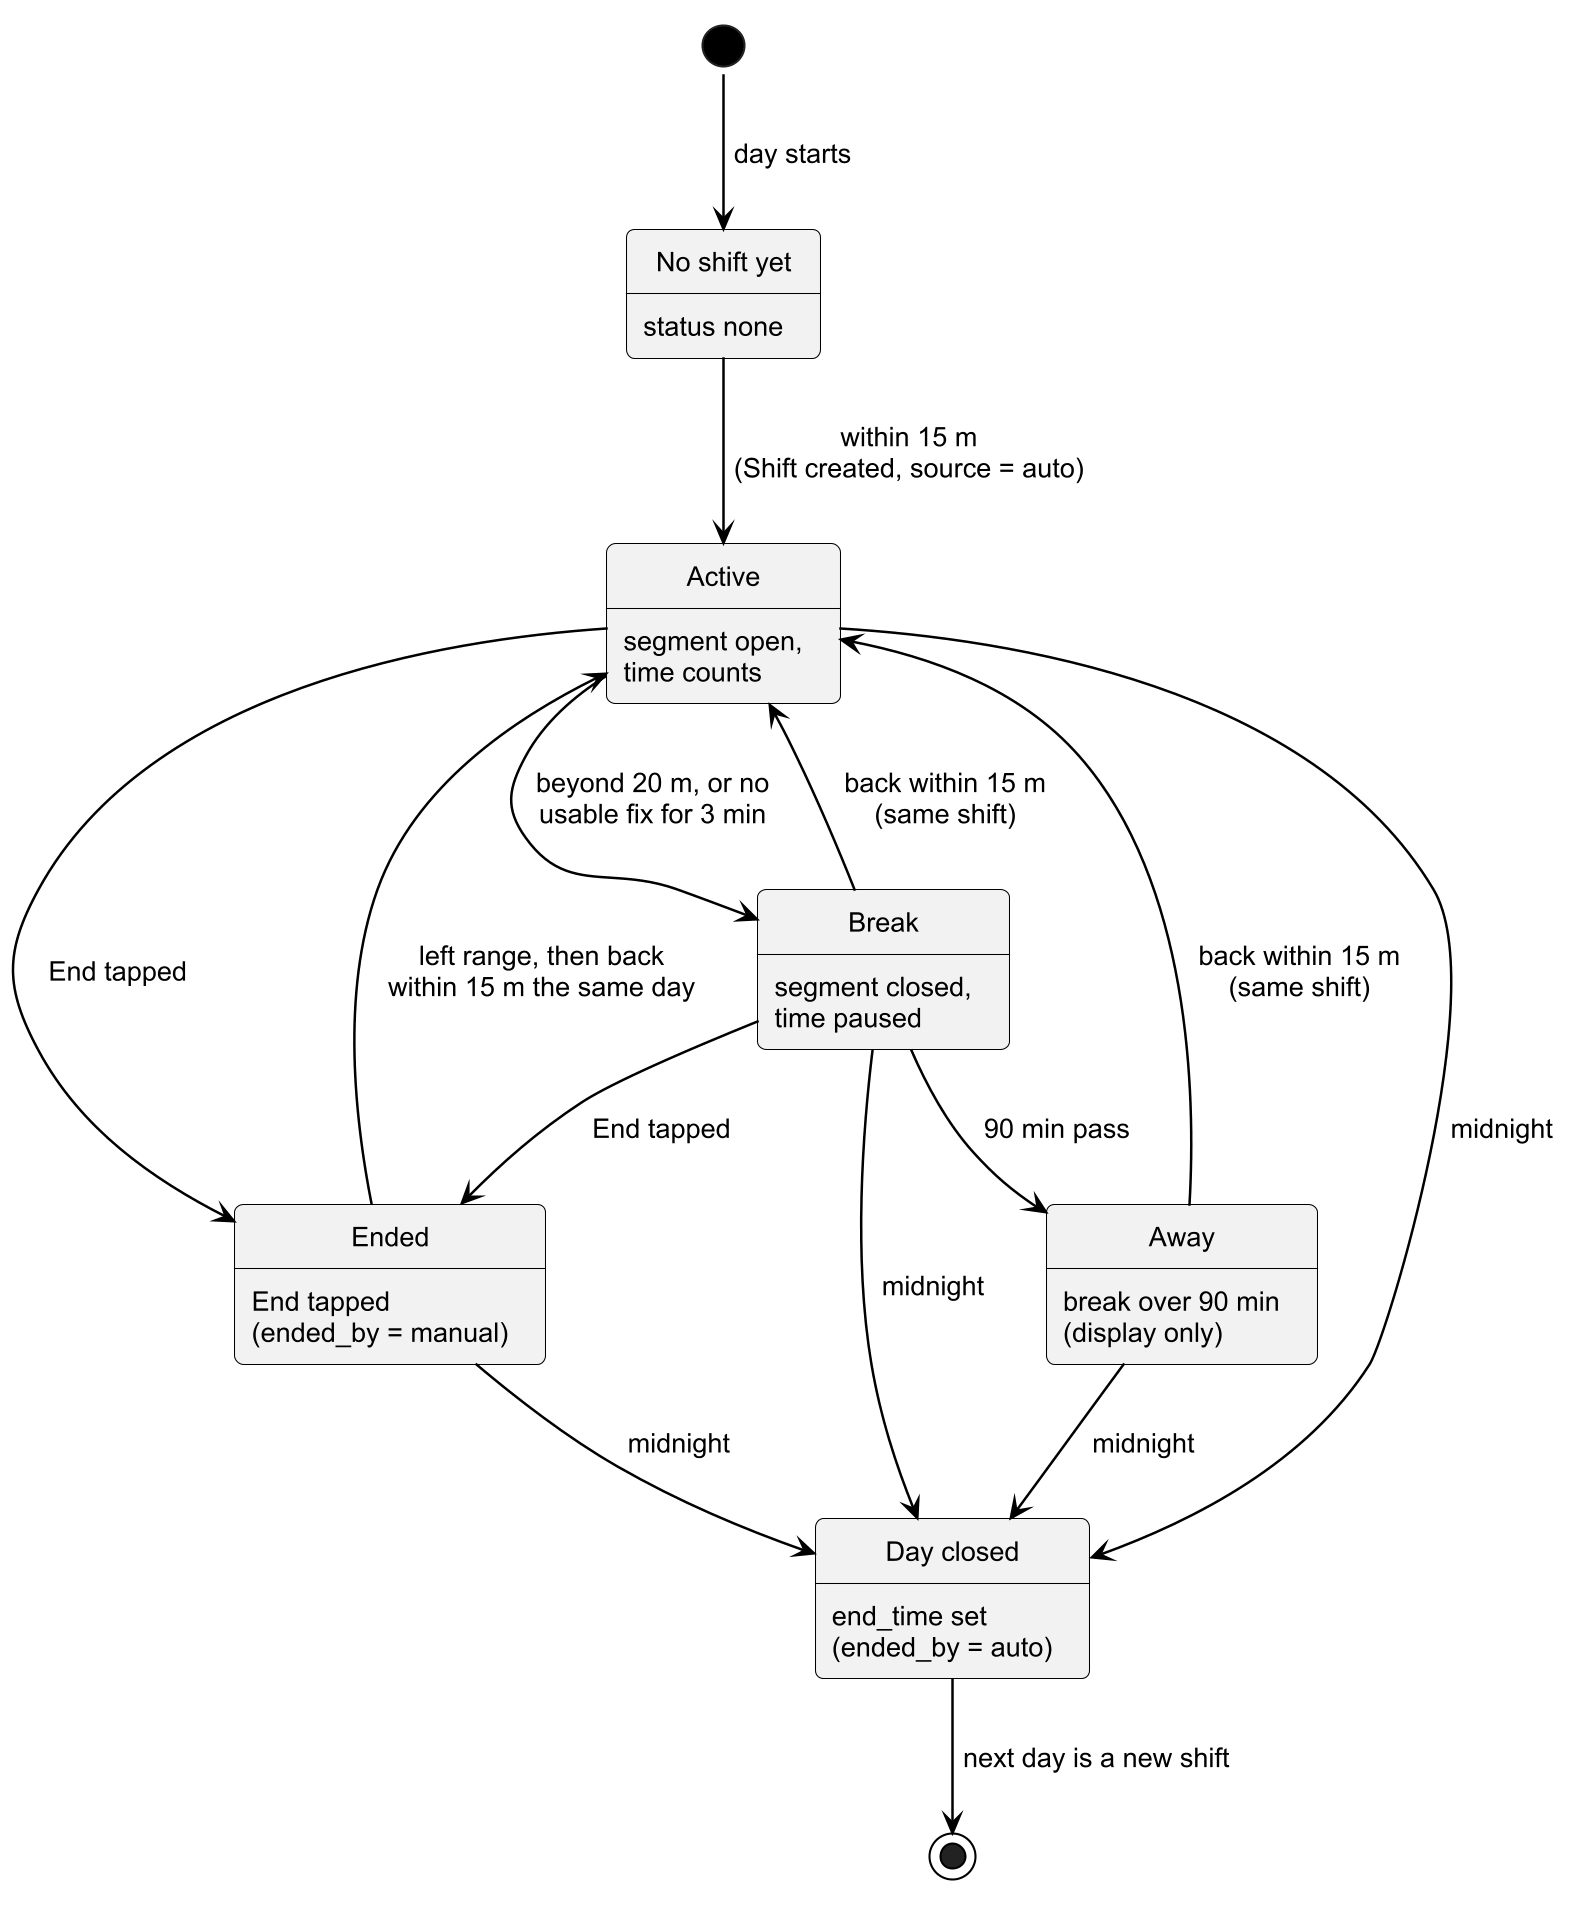 day starts
No shift yet
status none
within 15 m
(Shift created, source = auto)
Active
segment open,
time counts
beyond 20 m, or no
usable fix for 3 min
back within 15 m
(same shift)
Break
segment closed,
time paused
End tapped
left range, then back
within 15 m the same day
back within 15 m
(same shift)
End tapped
90 min pass
midnight
Ended
End tapped
(ended_by = manual)
midnight
Away
break over 90 min
(display only)
midnight
midnight
Day closed
end_time set
(ended_by = auto)
next day is a new shift